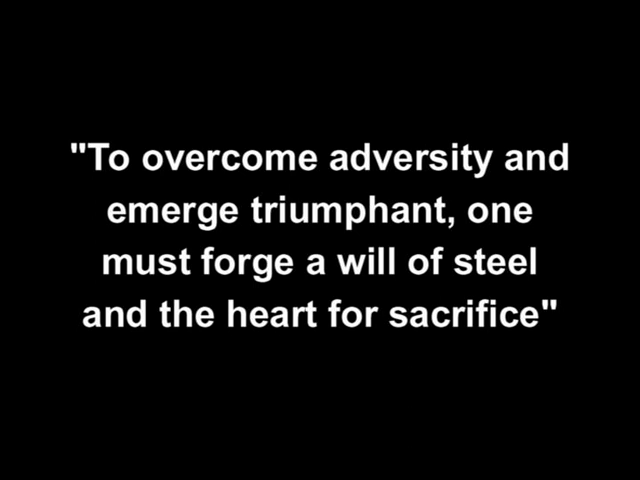 "To overcome adversity and
emerge triumphant, one
must forge a will of steel
and the heart for sacrifice"